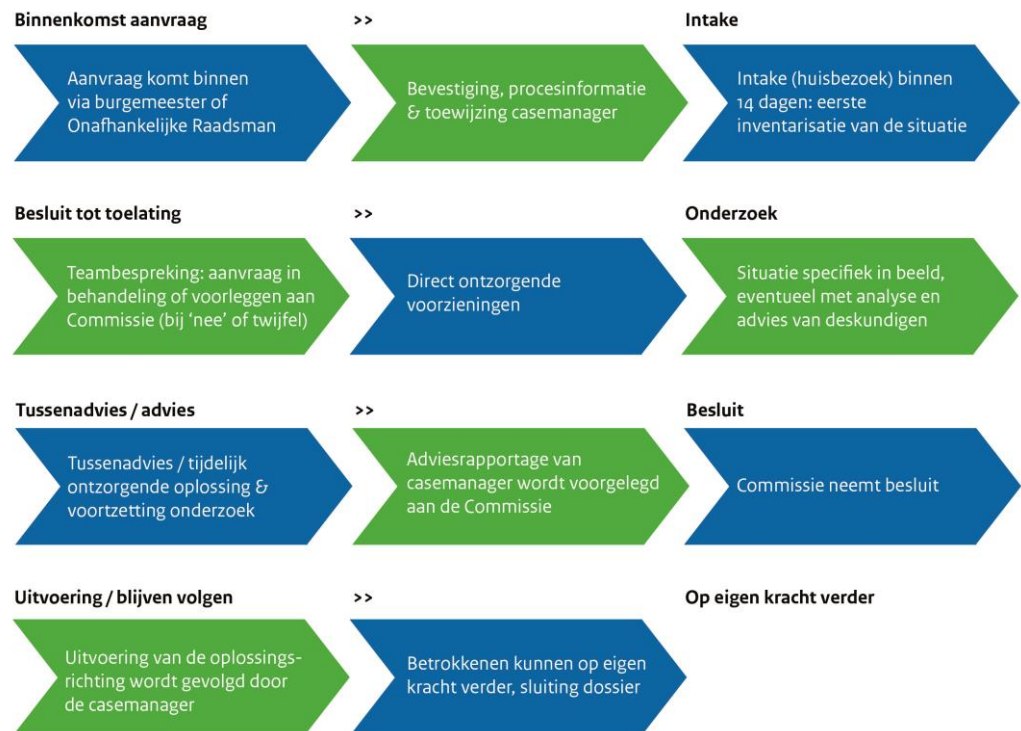 Binnenkomst aanvraag
>>
Intake
Aanvraag komt binnen
via burgemeester of
Onafhankelijke Raadsman
Bevestiging, procesinformatie
& toewijzing casemanager
Intake (huisbezoek) binnen
14 dagen: eerste
inventarisatie van de situatie
Besluit tot toelating
>>
Onderzoek
Teambespreking: aanvraag in
behandeling of voorleggen aan
Commissie (bij ‘nee’ of twijfel)
Direct ontzorgende
voorzieningen
Situatie specifiek in beeld,
eventueel met analyse en
advies van deskundigen
Tussenadvies / advies
>>
Besluit
Tussenadvies / tijdelijk
ontzorgende oplossing &
voortzetting onderzoek
Adviesrapportage van
casemanager wordt voorgelegd
aan de Commissie
Commissie neemt besluit
Uitvoering / blijven volgen
>>
Op eigen kracht verder
Uitvoering van de oplossings-
richting wordt gevolgd door
de casemanager
Betrokkenen kunnen op eigen
kracht verder, sluiting dossier